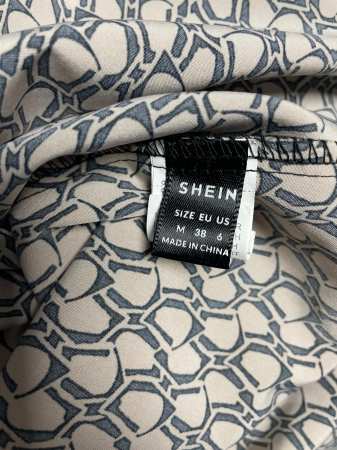 SHEIN
SIZE EU US
M 38 6
MADE IN CHINA